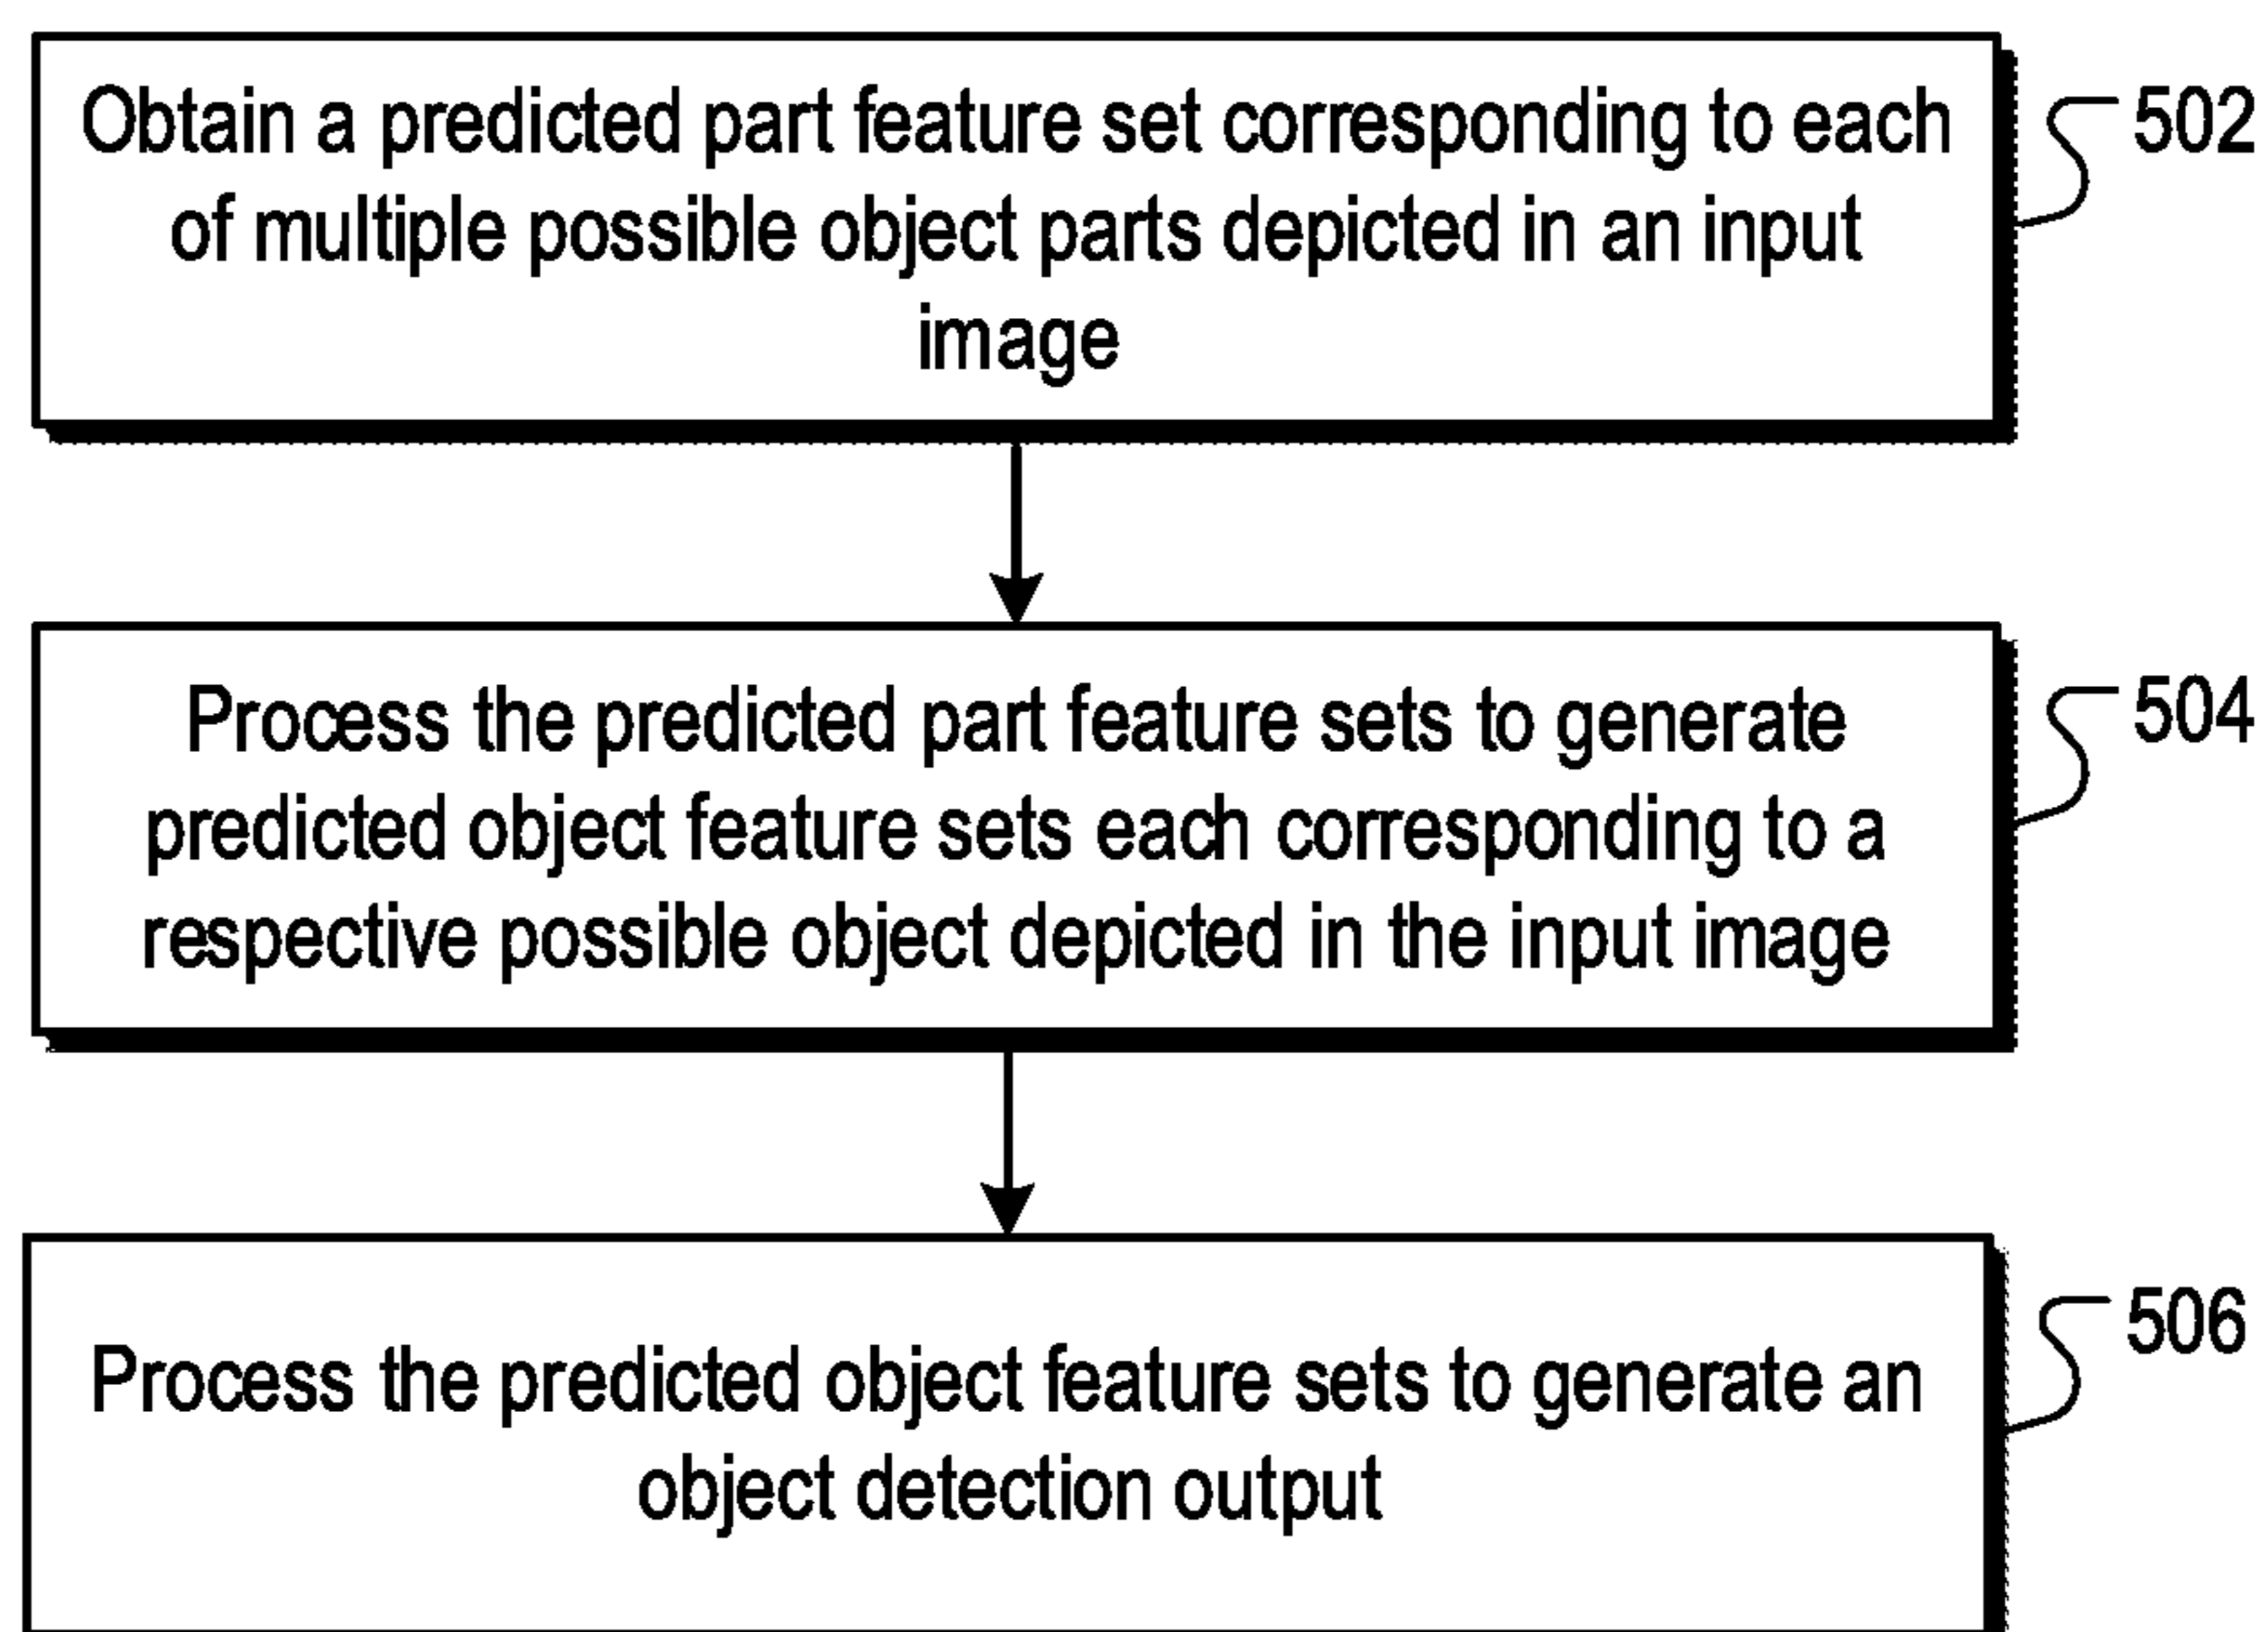 Obtain a predicted part feature set corresponding to each
of multiple possible object parts depicted in an input
image
502
Process the predicted part feature sets to generate
predicted object feature sets each corresponding to a
respective possible object depicted in the input image
504
Process the predicted object feature sets to generate an
object detection output
506